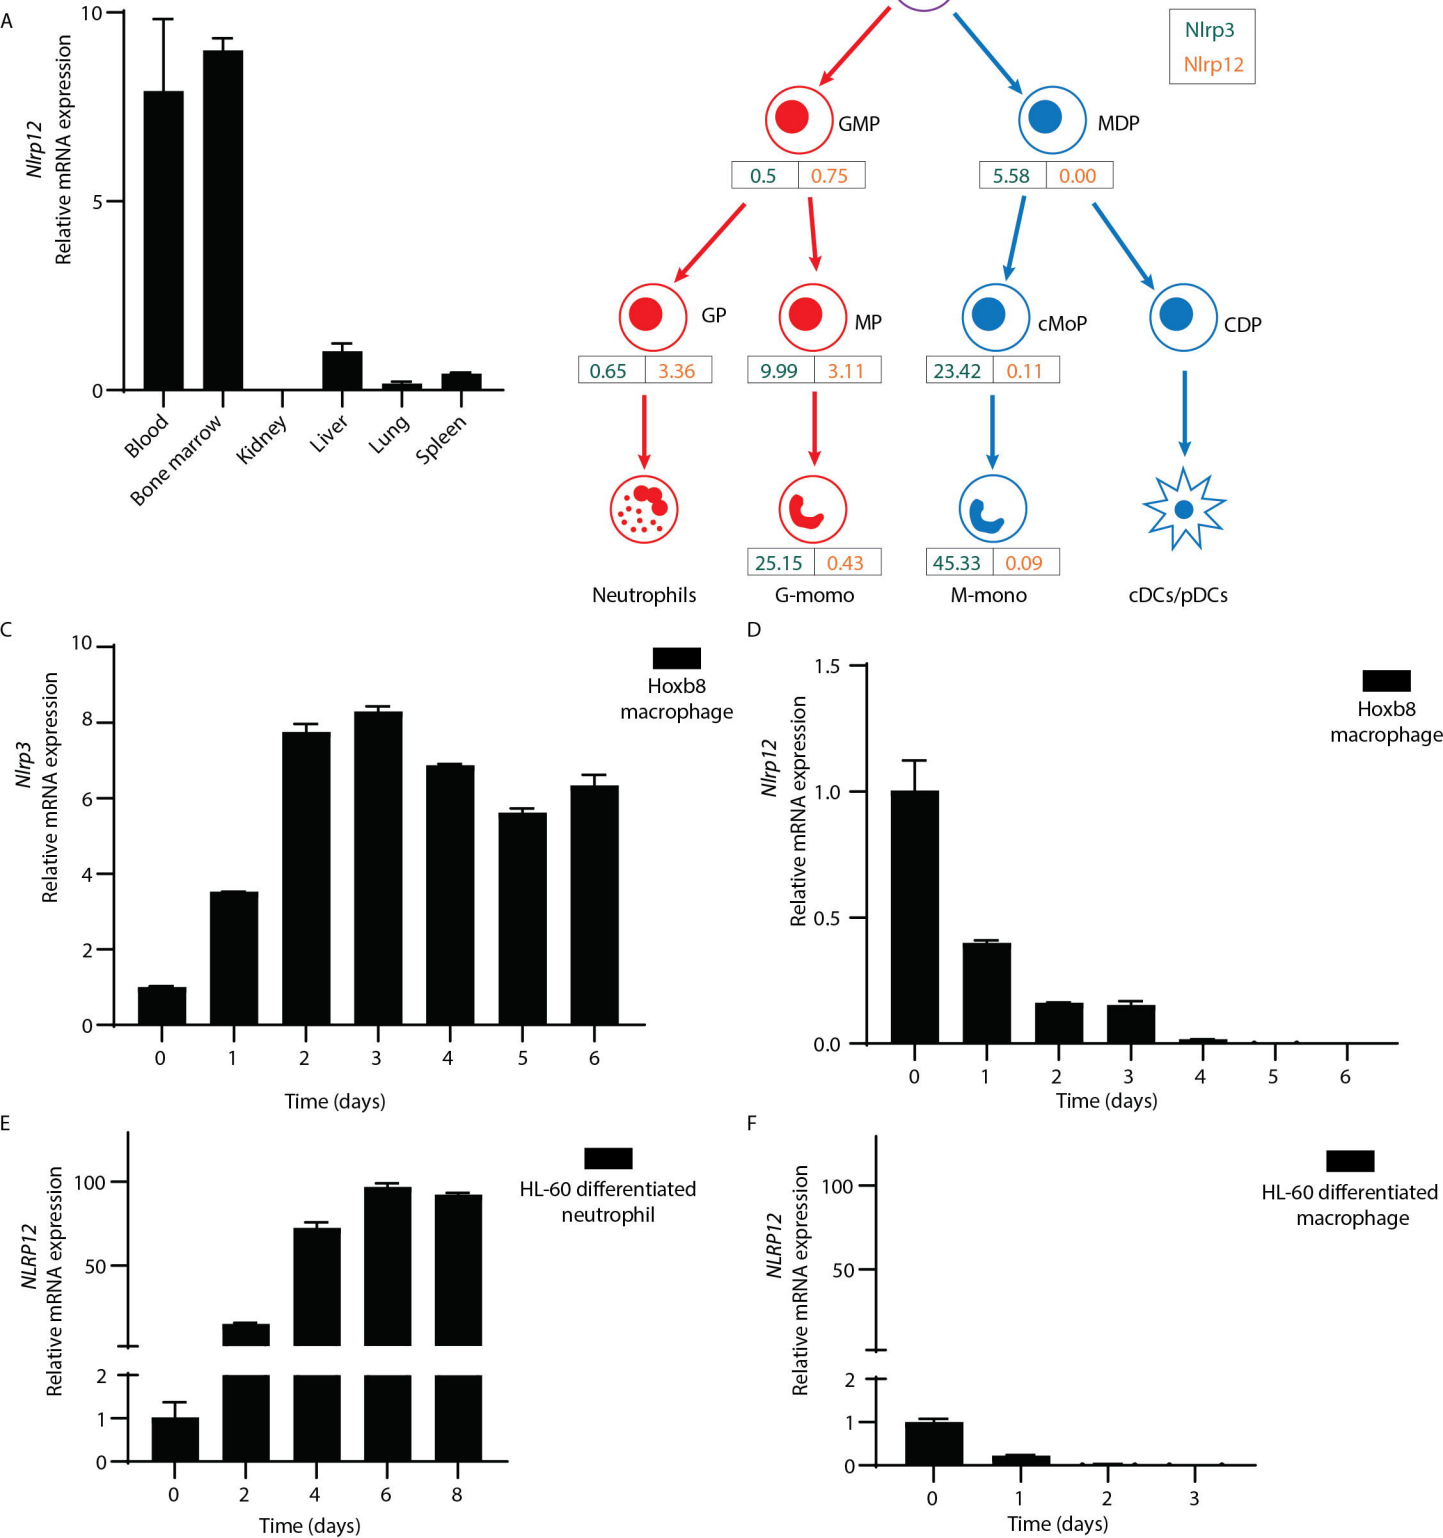 A
Nlrp12
Relative mRNA expression
10
5
0
Blood
Bone marrow
Kidney
Liver
Lung
Spleen
Nlrp3
Nlrp12
GMP
MDP
0.5 0.75
5.58 0.00
GP
MP
cMoP
CDP
0.65 3.36
9.99 3.11
23.42 0.11
25.15 0.43
45.33 0.09
Neutrophils
G-momo
M-mono
cDCs/pDCs
C
Nlrp3
Relative mRNA expression
10
8
6
4
2
0
0 1 2 3 4 5 6
Time (days)
Hoxb8
macrophage
D
Nlrp12
Relative mRNA expression
1.5
1.0
0.5
0.0
0 1 2 3 4 5 6
Time (days)
Hoxb8
macrophage
E
NLRP12
Relative mRNA expression
100
50
2
1
0
0 2 4 6 8
Time (days)
HL-60 differentiated
neutrophil
F
NLRP12
Relative mRNA expression
100
50
2
1
0
0 1 2 3
Time (days)
HL-60 differentiated
macrophage